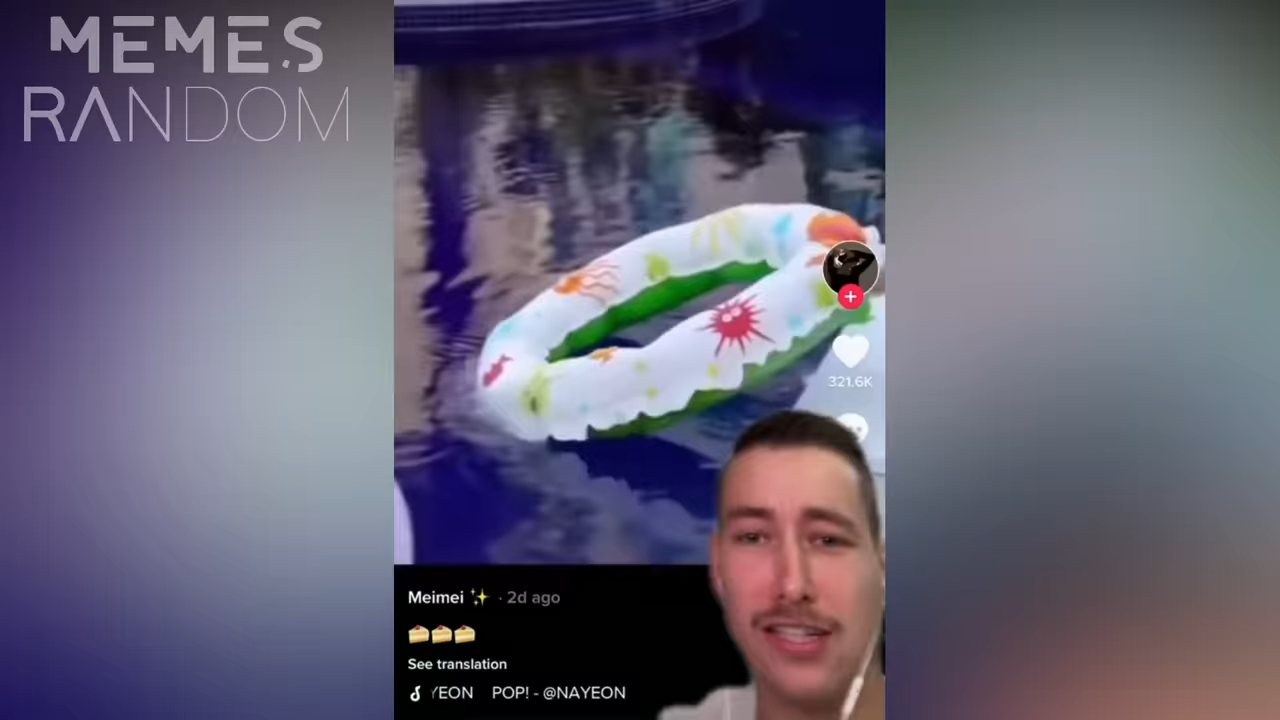 MEMES
RANDOM
321.6K
Meimei ✨ · 2d ago
🍰🍰🍰
See translation
YEON POP! - @NAYEON